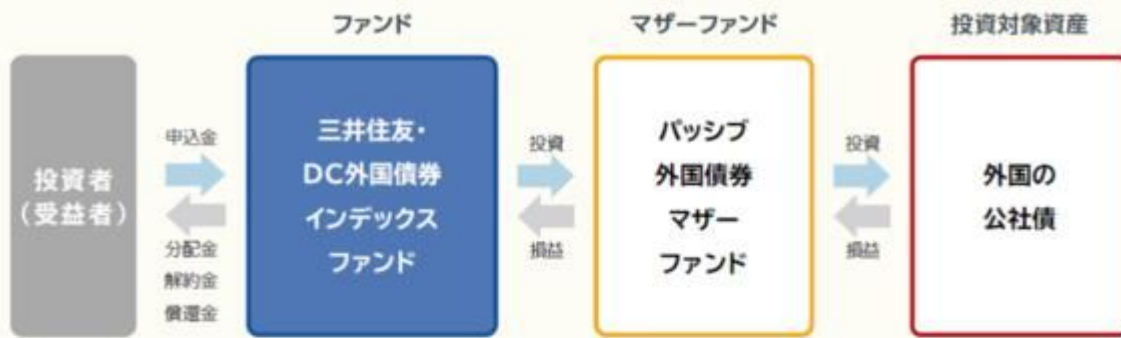 ファンド
マザーファンド
投資対象資産
投資者
（受益者）
申込金
分配金
解約金
償還金
三井住友・
DC外国債券
インデックス
ファンド
投資
損益
パッシブ
外国債券
マザー
ファンド
投資
損益
外国の
公社債